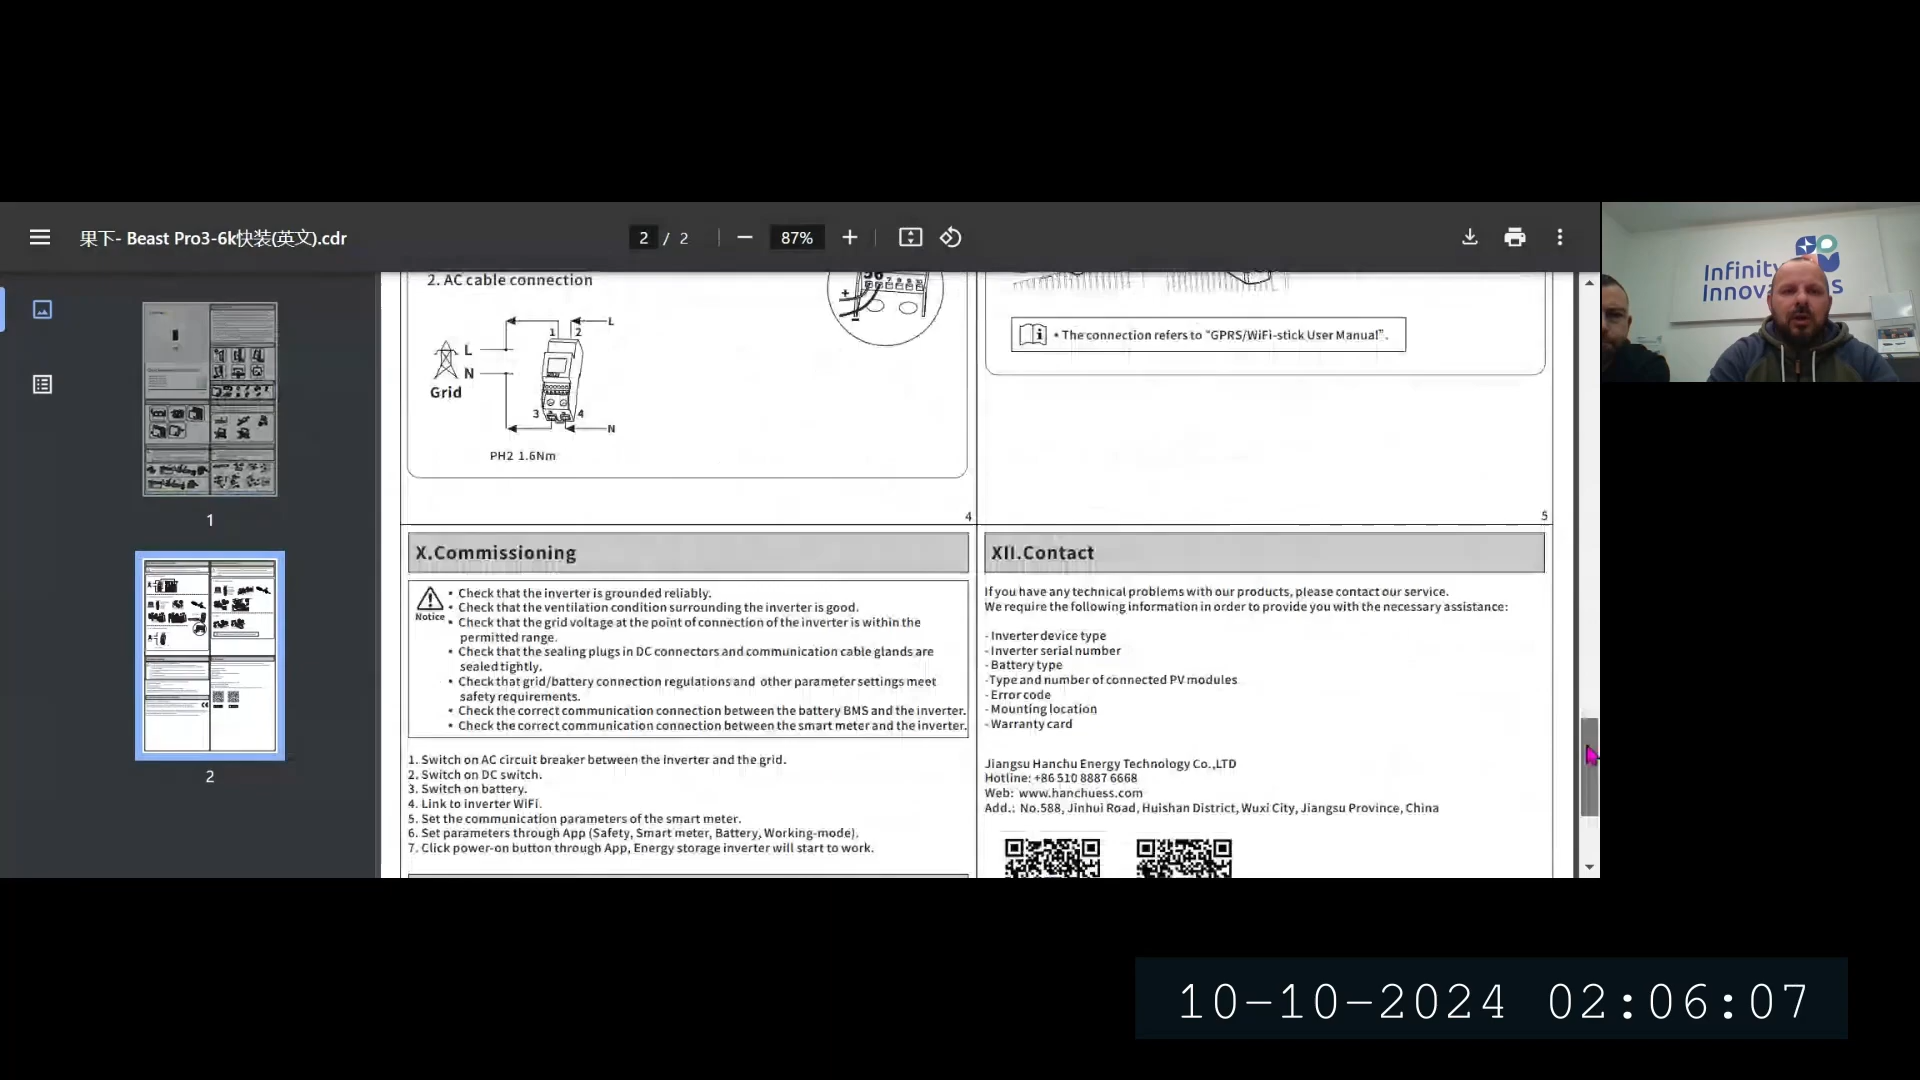 果下- Beast Pro3-6k快装(英文).cdr
2 / 2
87%
1
2
2. AC cable connection
L
1 2
L
N
Grid
3 4
N
PH2 1.6Nm
4
• The connection refers to “GPRS/WiFi-stick User Manual”.
5
X.Commissioning
Notice
• Check that the inverter is grounded reliably.
• Check that the ventilation condition surrounding the inverter is good.
• Check that the grid voltage at the point of connection of the inverter is within the
permitted range.
• Check that the sealing plugs in DC connectors and communication cable glands are
sealed tightly.
• Check that grid/battery connection regulations and other parameter settings meet
safety requirements.
• Check the correct communication connection between the battery BMS and the inverter.
• Check the correct communication connection between the smart meter and the inverter.
1. Switch on AC circuit breaker between the inverter and the grid.
2. Switch on DC switch.
3. Switch on battery.
4. Link to inverter WiFi.
5. Set the communication parameters of the smart meter.
6. Set parameters through App (Safety, Smart meter, Battery, Working-mode).
7. Click power-on button through App, Energy storage inverter will start to work.
XII.Contact
If you have any technical problems with our products, please contact our service.
We require the following information in order to provide you with the necessary assistance:
- Inverter device type
- Inverter serial number
- Battery type
-Type and number of connected PV modules
- Error code
- Mounting location
- Warranty card
Jiangsu Hanchu Energy Technology Co.,LTD
Hotline: +86 510 8887 6668
Web: www.hanchuess.com
Add.: No.588, Jinhui Road, Huishan District, Wuxi City, Jiangsu Province, China
Infinity
10-10-2024 02:06:07